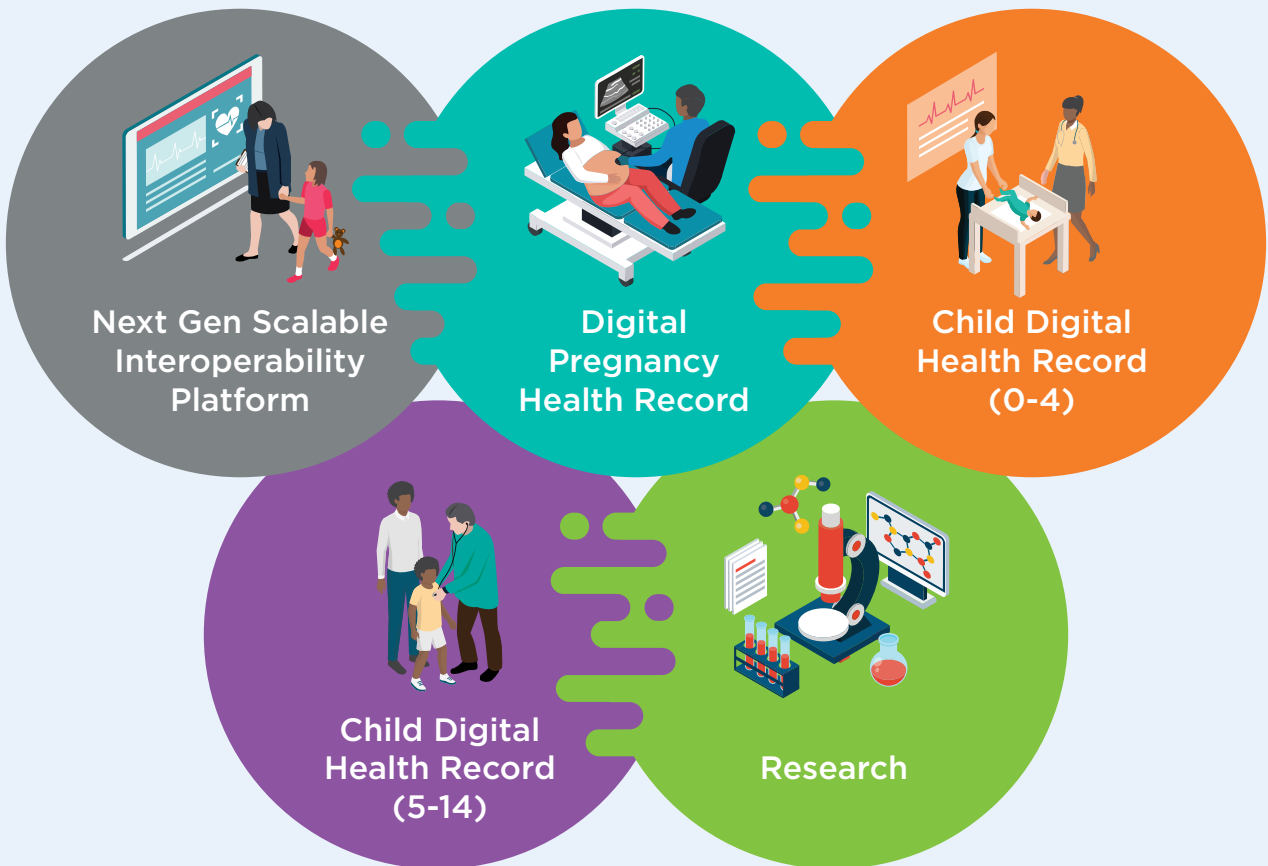 Next Gen Scalable
Interoperability
Platform
Digital
Pregnancy
Health Record
Child Digital
Health Record
(0-4)
Child Digital
Health Record
(5-14)
Research